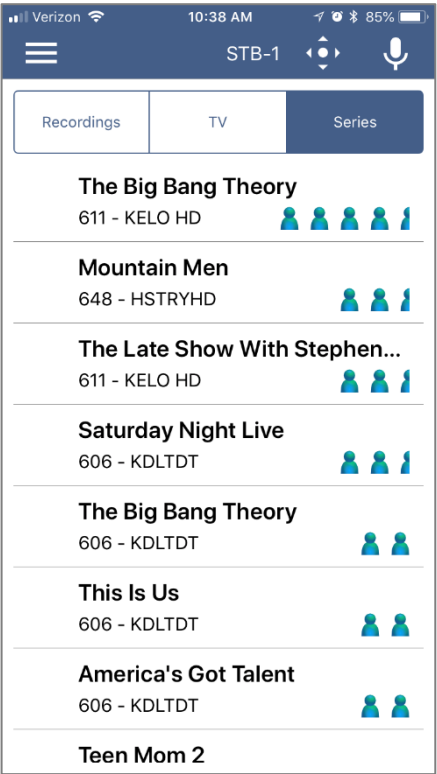 Verizon 10:38 AM 85%
STB-1
Recordings TV Series
The Big Bang Theory
611 - KELO HD
Mountain Men
648 - HSTRYHD
The Late Show With Stephen...
611 - KELO HD
Saturday Night Live
606 - KDLTDT
The Big Bang Theory
606 - KDLTDT
This Is Us
606 - KDLTDT
America's Got Talent
606 - KDLTDT
Teen Mom 2